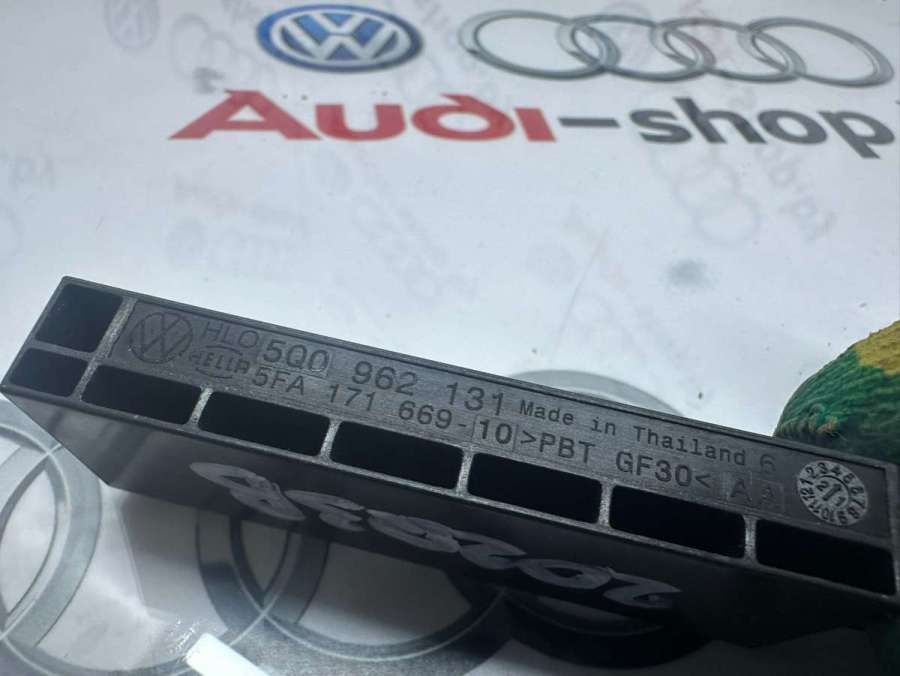 Audi-shop
HLO 5Q0 962 131 Made in Thailand 6
HELLA 5FA 171 669-10 >PBT GF30<